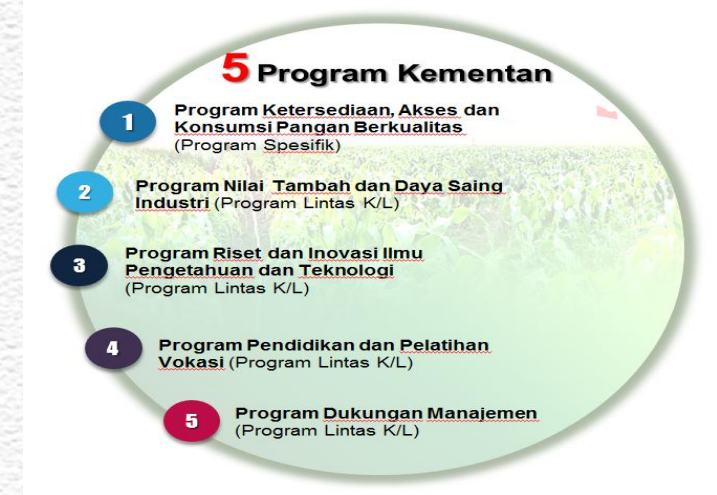 5 Program Kementan
1
Program Ketersediaan, Akses dan
Konsumsi Pangan Berkualitas
(Program Spesifik)
2
Program Nilai Tambah dan Daya Saing
Industri (Program Lintas K/L)
3
Program Riset dan Inovasi Ilmu
Pengetahuan dan Teknologi
(Program Lintas K/L)
4
Program Pendidikan dan Pelatihan
Vokasi (Program Lintas K/L)
5
Program Dukungan Manajemen
(Program Lintas K/L)